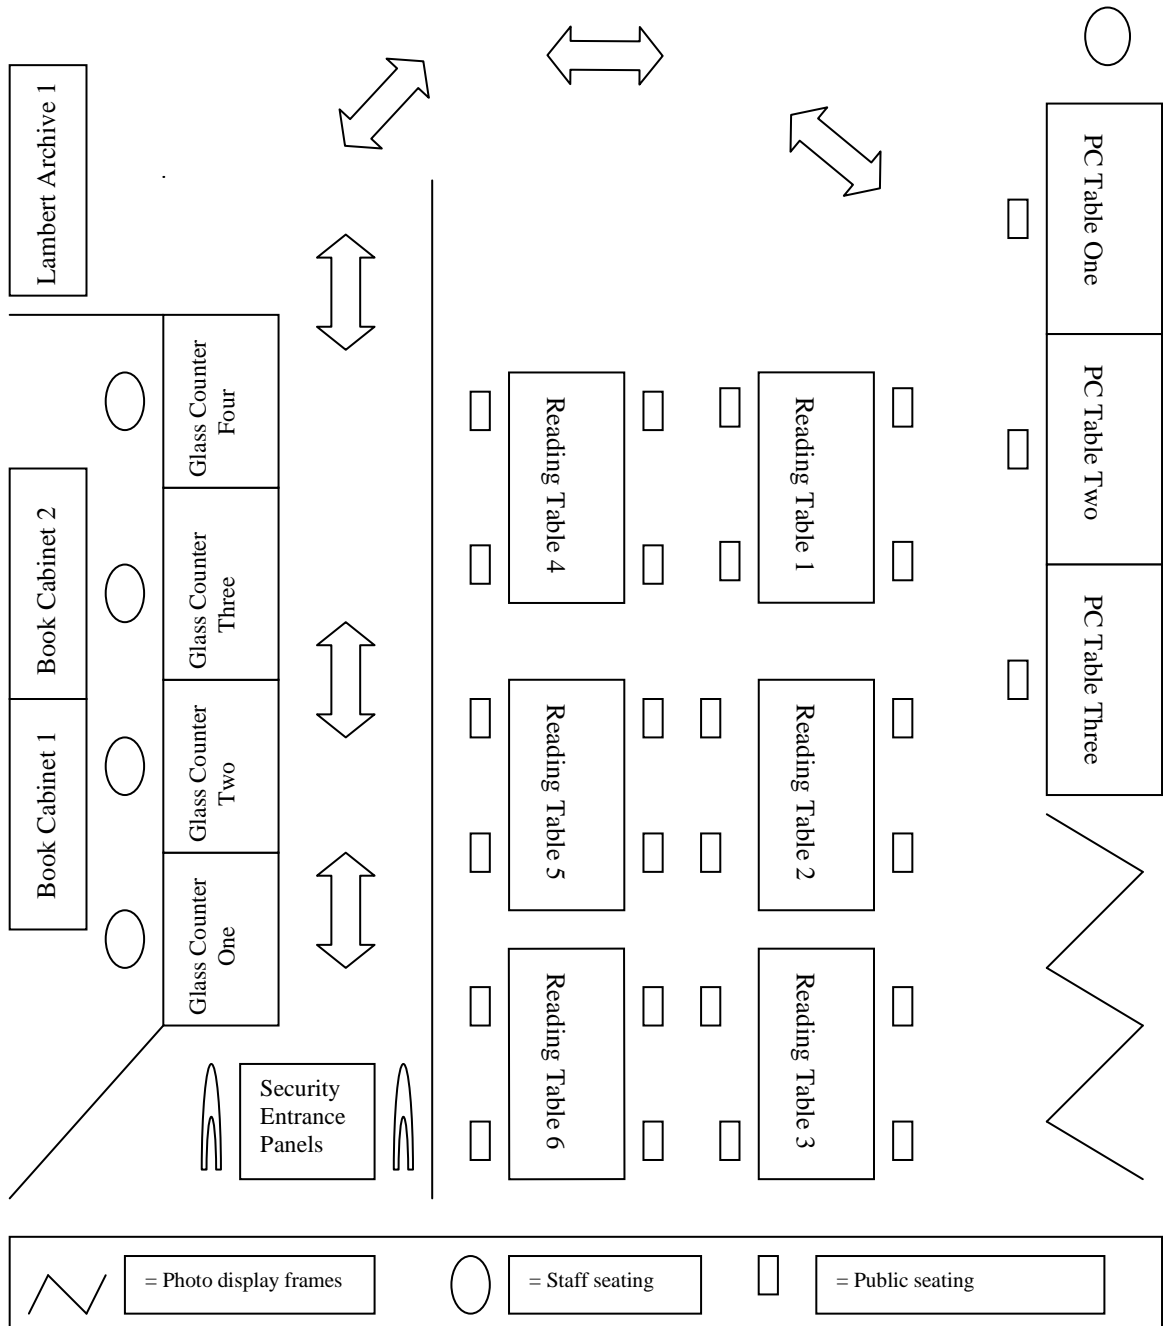 Lambert Archive 1
PC Table One
Glass Counter
Four
Reading Table 4
Reading Table 1
PC Table Two
Book Cabinet 2
Glass Counter
Three
PC Table Three
Book Cabinet 1
Glass Counter
Two
Reading Table 5
Reading Table 2
Glass Counter
One
Reading Table 6
Reading Table 3
Security
Entrance
Panels
= Photo display frames
= Staff seating
= Public seating